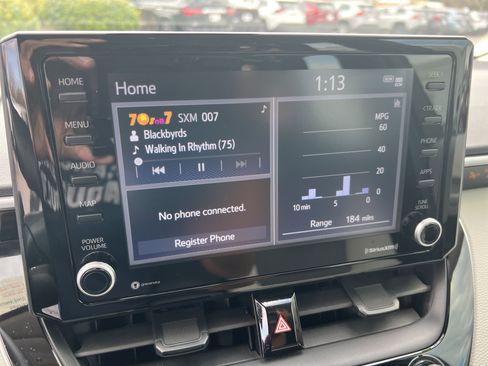 HOME
MENU
AUDIO
MAP
POWER
VOLUME
Home
1:13
70s on 7 SXM 007
Blackbyrds
Walking In Rhythm (75)
No phone connected.
Register Phone
MPG
60
40
20
0
10 min 5 0
Range 184 miles
SiriusXM
SEEK
TRACK
PHONE
APPS
TUNE
SCROLL